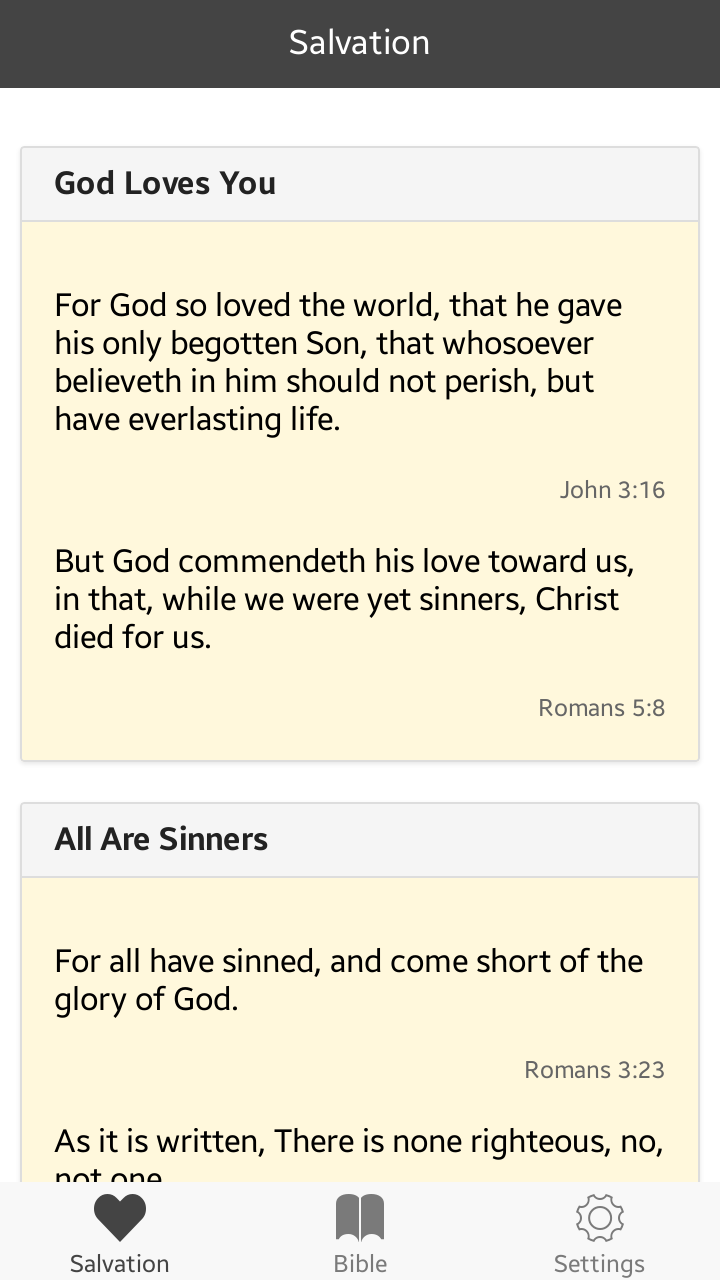 Salvation
God Loves You
For God so loved the world, that he gave
his only begotten Son, that whosoever
believeth in him should not perish, but
have everlasting life.
John 3:16
But God commendeth his love toward us,
in that, while we were yet sinners, Christ
died for us.
Romans 5:8
All Are Sinners
For all have sinned, and come short of the
glory of God.
Romans 3:23
As it is written, There is none righteous, no,
not one
Salvation
Bible
Settings